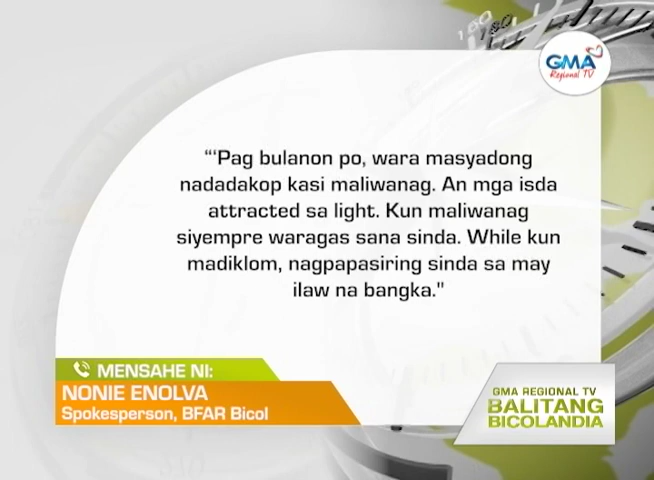 160
180
GMA
Regional TV
"‘Pag bulanon po, wara masyadong
nadadakop kasi maliwanag. An mga isda
attracted sa light. Kun maliwanag
siyempre waragas sana sinda. While kun
madiklom, nagpapasiring sinda sa may
ilaw na bangka."
MENSAHE NI:
NONIE ENOLVA
Spokesperson, BFAR Bicol
GMA REGIONAL TV
BALITANG
BICOLANDIA